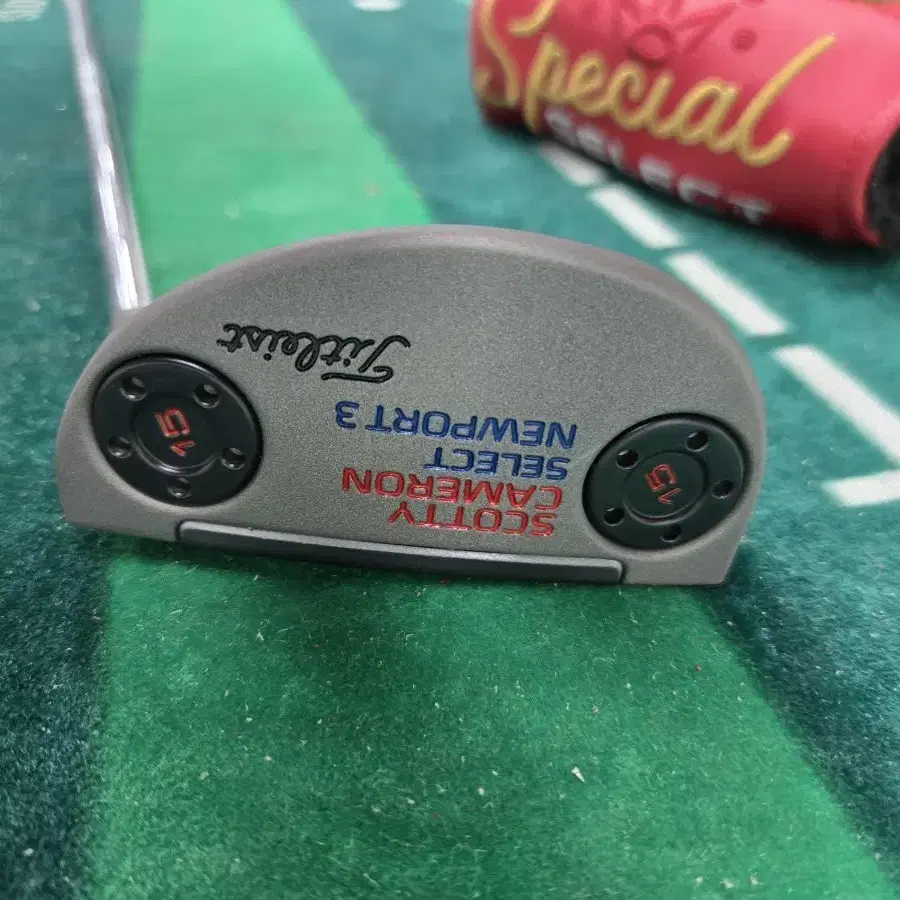 Special
SELECT
Titleist
SCOTTY
CAMERON
SELECT
NEWPORT 3
15
15